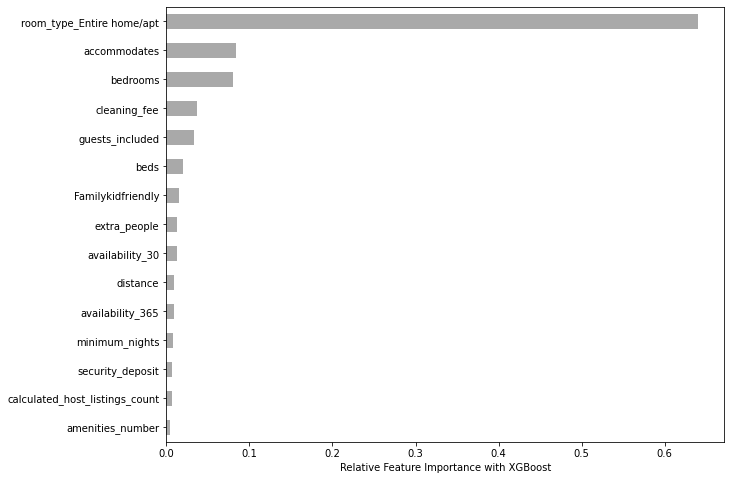 room_type_Entire home/apt
accommodates
bedrooms
cleaning_fee
guests_included
beds
Familykidfriendly
extra_people
availability_30
distance
availability_365
minimum_nights
security_deposit
calculated_host_listings_count
amenities_number
0.0 0.1 0.2 0.3 0.4 0.5 0.6
Relative Feature Importance with XGBoost